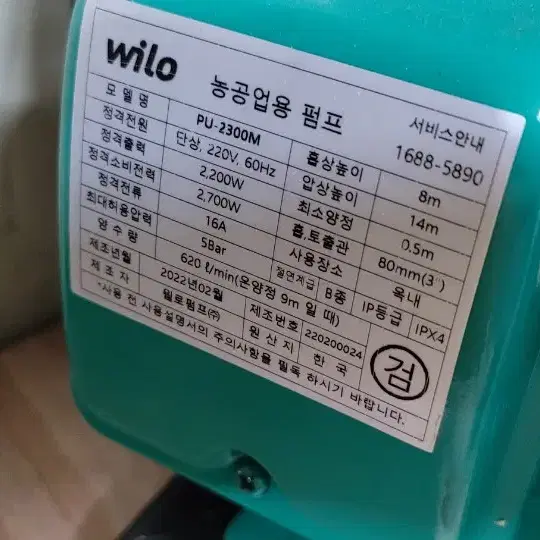 wilo 농공업용 펌프 서비스안내
1688-5890
모 델 명 PU-2300M 흡상높이 8m
정격전원 단상, 220V, 60Hz 압상높이 14m
정격출력 2,200W 최소양정 0.5m
정격소비전력 2,700W 흡,토출관 80mm(3")
정격전류 16A 사용장소 옥내
최대허용압력 5Bar 절연계급 B종 IP등급 IPX4
양 수 량 620 ℓ/min(온양정 9m 일 때)
제조년월 2022년02월 제조번호 220200024
제 조 자 윌로펌프㈜ 원 산 지 한 국
*사용 전 사용설명서의 주의사항을 필독 하시기 바랍니다.
검